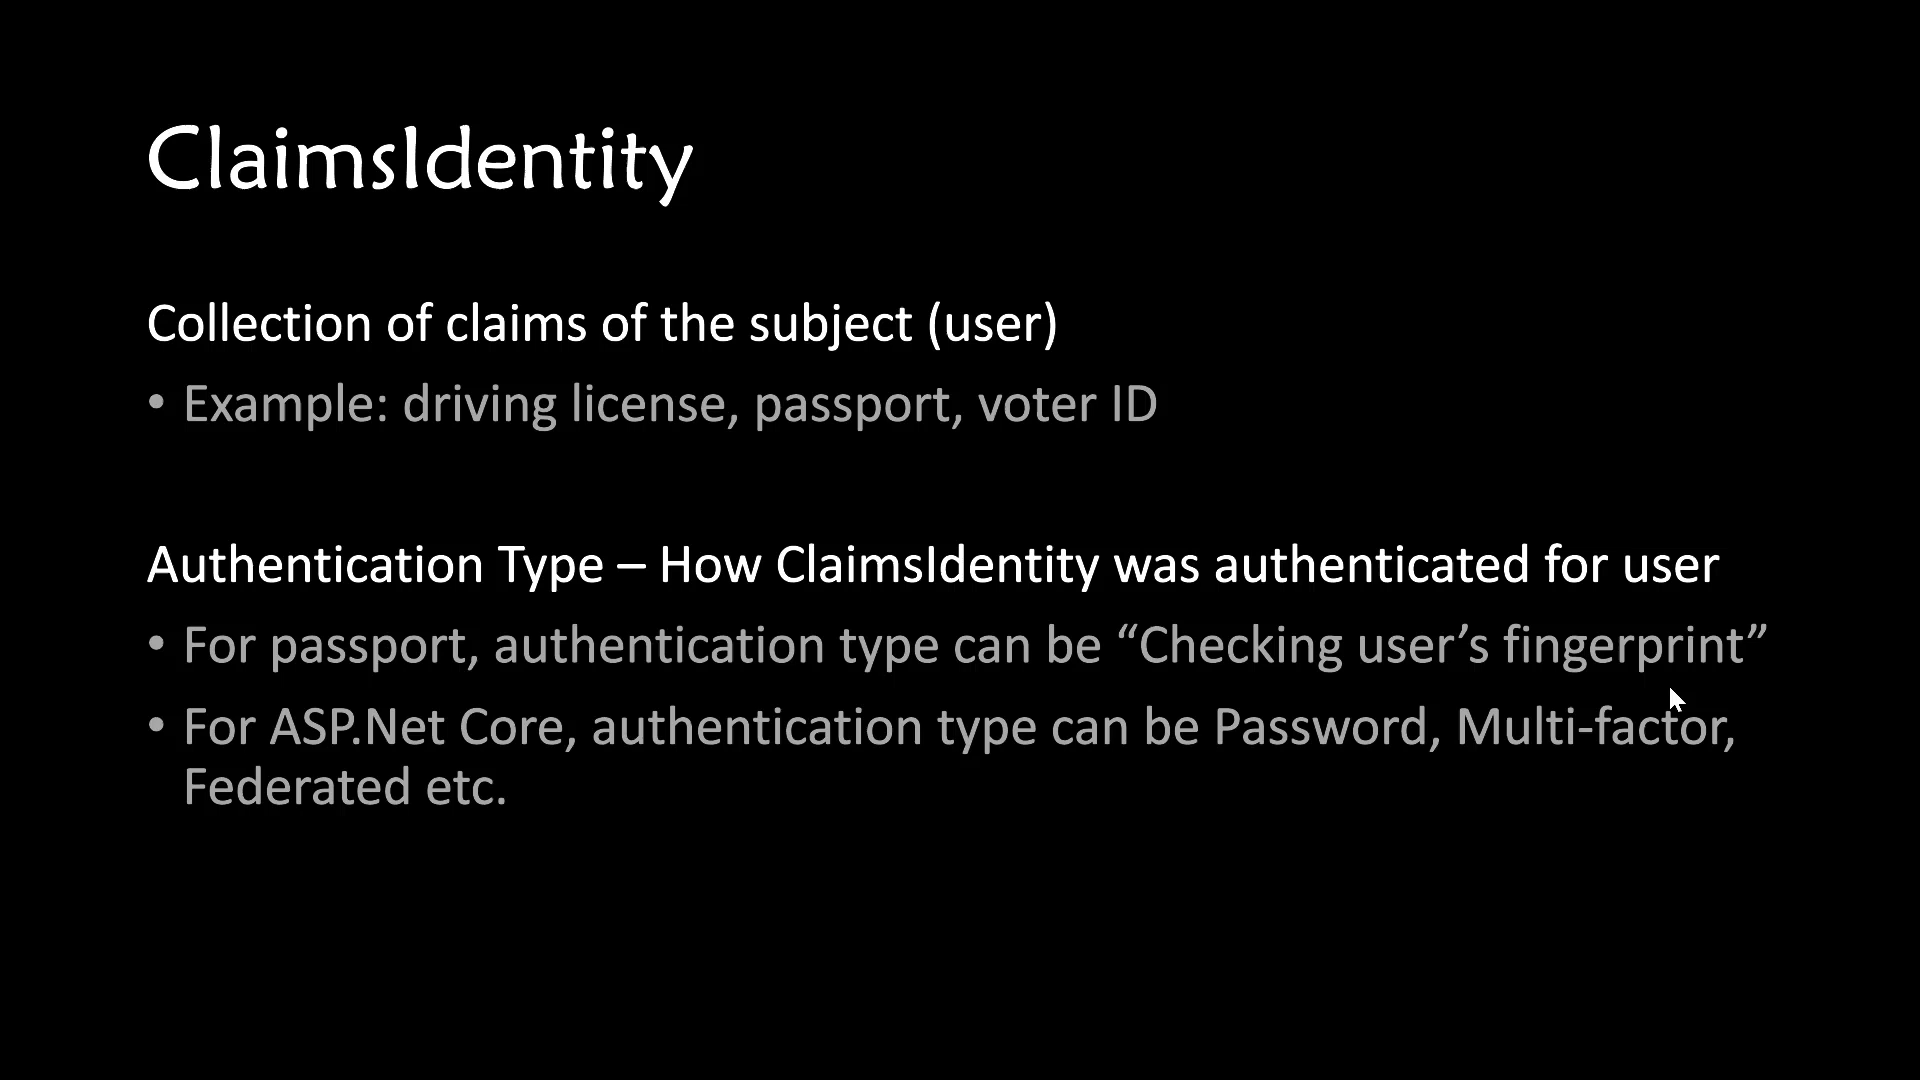 ClaimsIdentity
Collection of claims of the subject (user)
• Example: driving license, passport, voter ID
Authentication Type – How ClaimsIdentity was authenticated for user
• For passport, authentication type can be “Checking user’s fingerprint”
• For ASP.Net Core, authentication type can be Password, Multi-factor,
Federated etc.